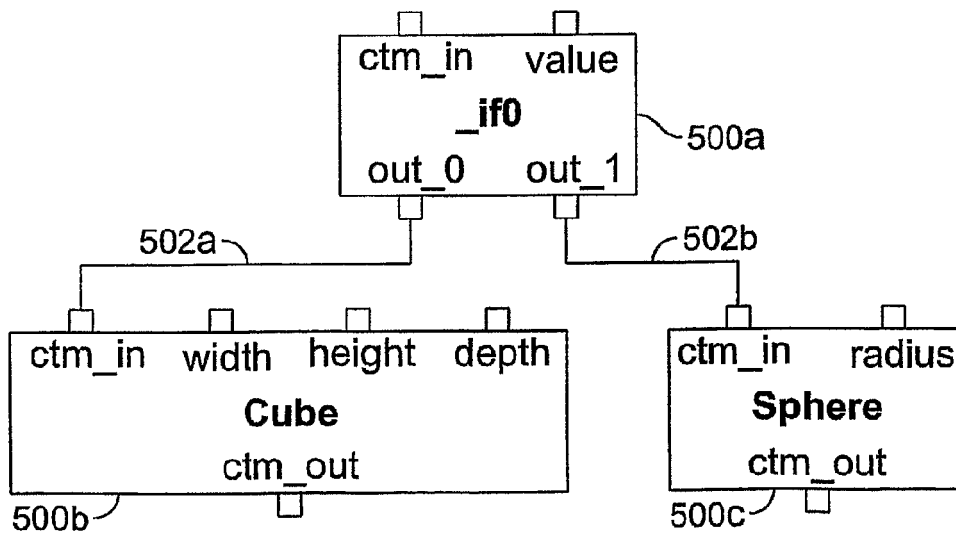 ctm_in value
_if0
500a
out_0 out_1
502a
502b
ctm_in width height depth
Cube
ctm_out
500b
ctm_in radius
Sphere
ctm_out
500c